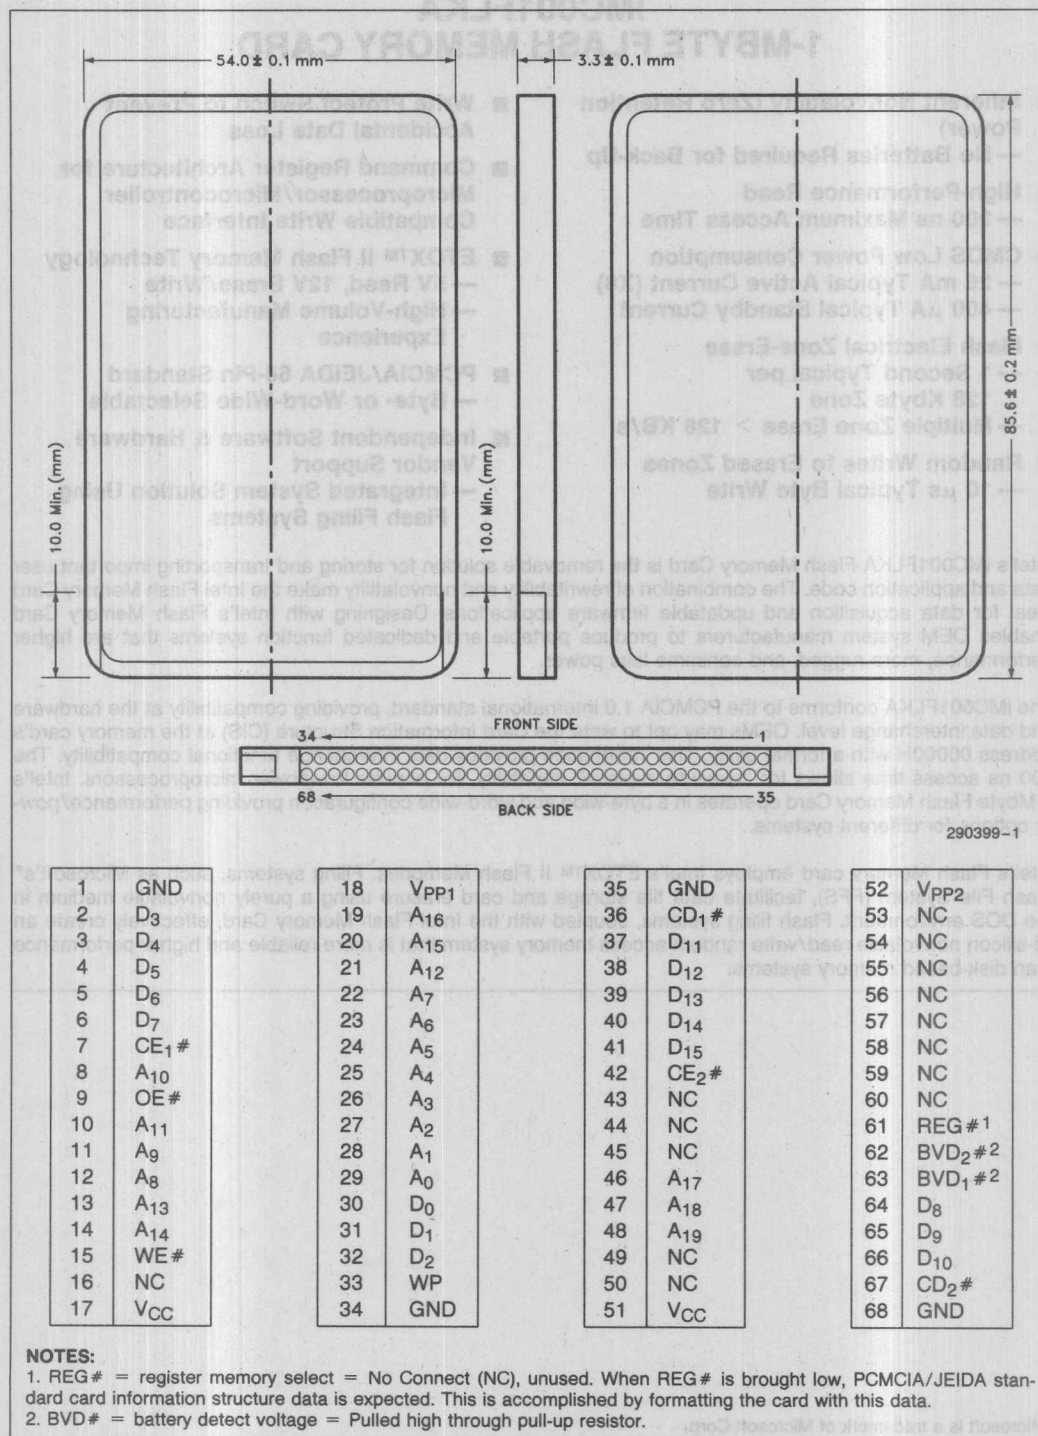 54.0 ± 0.1 mm
3.3 ± 0.1 mm
85.6 ± 0.2 mm
10.0 Min. (mm)
10.0 Min. (mm)
FRONT SIDE
34 1
68 35
BACK SIDE
290399-1
1 GND 18 VPP1 35 GND 52 VPP2
2 D3 19 A16 36 CD1# 53 NC
3 D4 20 A15 37 D11 54 NC
4 D5 21 A12 38 D12 55 NC
5 D6 22 A7 39 D13 56 NC
6 D7 23 A6 40 D14 57 NC
7 CE1# 24 A5 41 D15 58 NC
8 A10 25 A4 42 CE2# 59 NC
9 OE# 26 A3 43 NC 60 NC
10 A11 27 A2 44 NC 61 REG#1
11 A9 28 A1 45 NC 62 BVD2#2
12 A8 29 A0 46 A17 63 BVD1#2
13 A13 30 D0 47 A18 64 D8
14 A14 31 D1 48 A19 65 D9
15 WE# 32 D2 49 NC 66 D10
16 NC 33 WP 50 NC 67 CD2#
17 VCC 34 GND 51 VCC 68 GND
NOTES:
1. REG# = register memory select = No Connect (NC), unused. When REG# is brought low, PCMCIA/JEIDA stan-
dard card information structure data is expected. This is accomplished by formatting the card with this data.
2. BVD# = battery detect voltage = Pulled high through pull-up resistor.